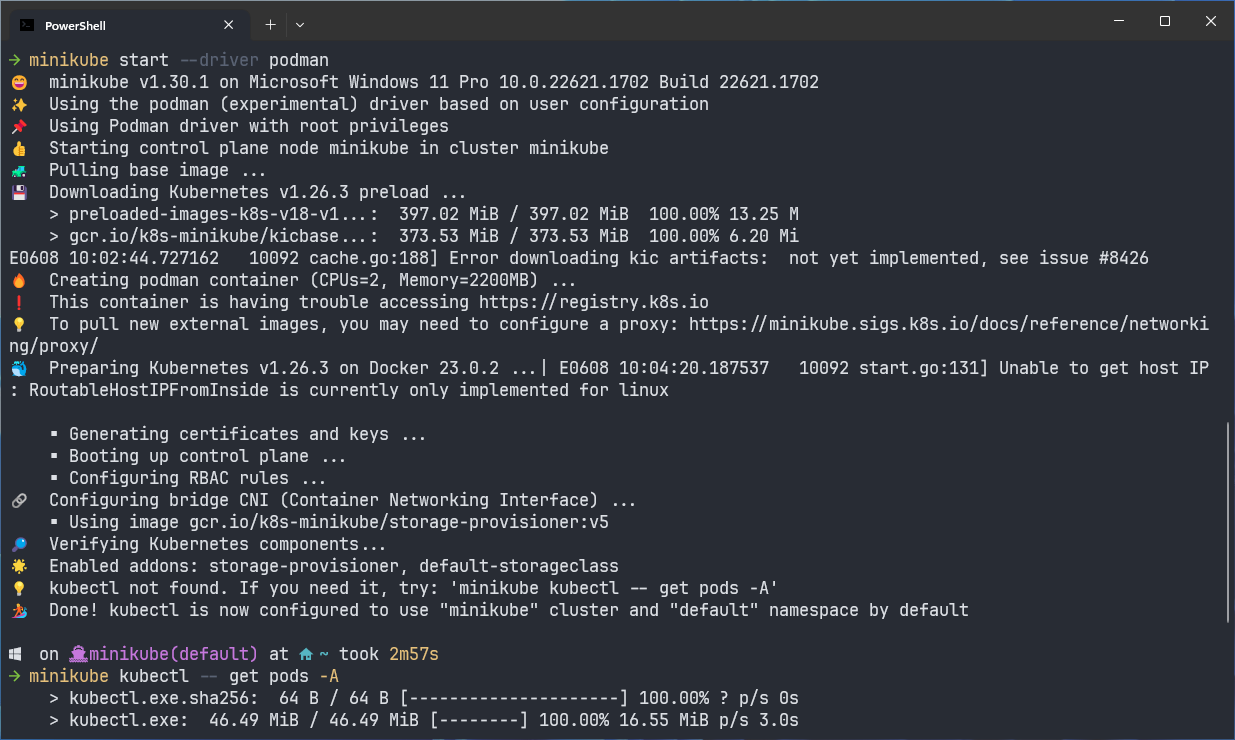 PowerShell
→ minikube start --driver podman
😄 minikube v1.30.1 on Microsoft Windows 11 Pro 10.0.22621.1702 Build 22621.1702
✨ Using the podman (experimental) driver based on user configuration
📌 Using Podman driver with root privileges
👍 Starting control plane node minikube in cluster minikube
🚜 Pulling base image ...
💾 Downloading Kubernetes v1.26.3 preload ...
    > preloaded-images-k8s-v18-v1...:  397.02 MiB / 397.02 MiB  100.00% 13.25 M
    > gcr.io/k8s-minikube/kicbase...:  373.53 MiB / 373.53 MiB  100.00% 6.20 Mi
E0608 10:02:44.727162   10092 cache.go:188] Error downloading kic artifacts:  not yet implemented, see issue #8426
🔥 Creating podman container (CPUs=2, Memory=2200MB) ...
❗ This container is having trouble accessing https://registry.k8s.io
💡 To pull new external images, you may need to configure a proxy: https://minikube.sigs.k8s.io/docs/reference/networki
ng/proxy/
🐳 Preparing Kubernetes v1.26.3 on Docker 23.0.2 ...| E0608 10:04:20.187537   10092 start.go:131] Unable to get host IP
: RoutableHostIPFromInside is currently only implemented for linux
    ▪ Generating certificates and keys ...
    ▪ Booting up control plane ...
    ▪ Configuring RBAC rules ...
🔗 Configuring bridge CNI (Container Networking Interface) ...
    ▪ Using image gcr.io/k8s-minikube/storage-provisioner:v5
🔎 Verifying Kubernetes components...
🌟 Enabled addons: storage-provisioner, default-storageclass
💡 kubectl not found. If you need it, try: 'minikube kubectl -- get pods -A'
🏄 Done! kubectl is now configured to use "minikube" cluster and "default" namespace by default
on minikube(default) at ~ took 2m57s
→ minikube kubectl -- get pods -A
    > kubectl.exe.sha256:  64 B / 64 B [---------------------] 100.00% ? p/s 0s
    > kubectl.exe:  46.49 MiB / 46.49 MiB [--------] 100.00% 16.55 MiB p/s 3.0s